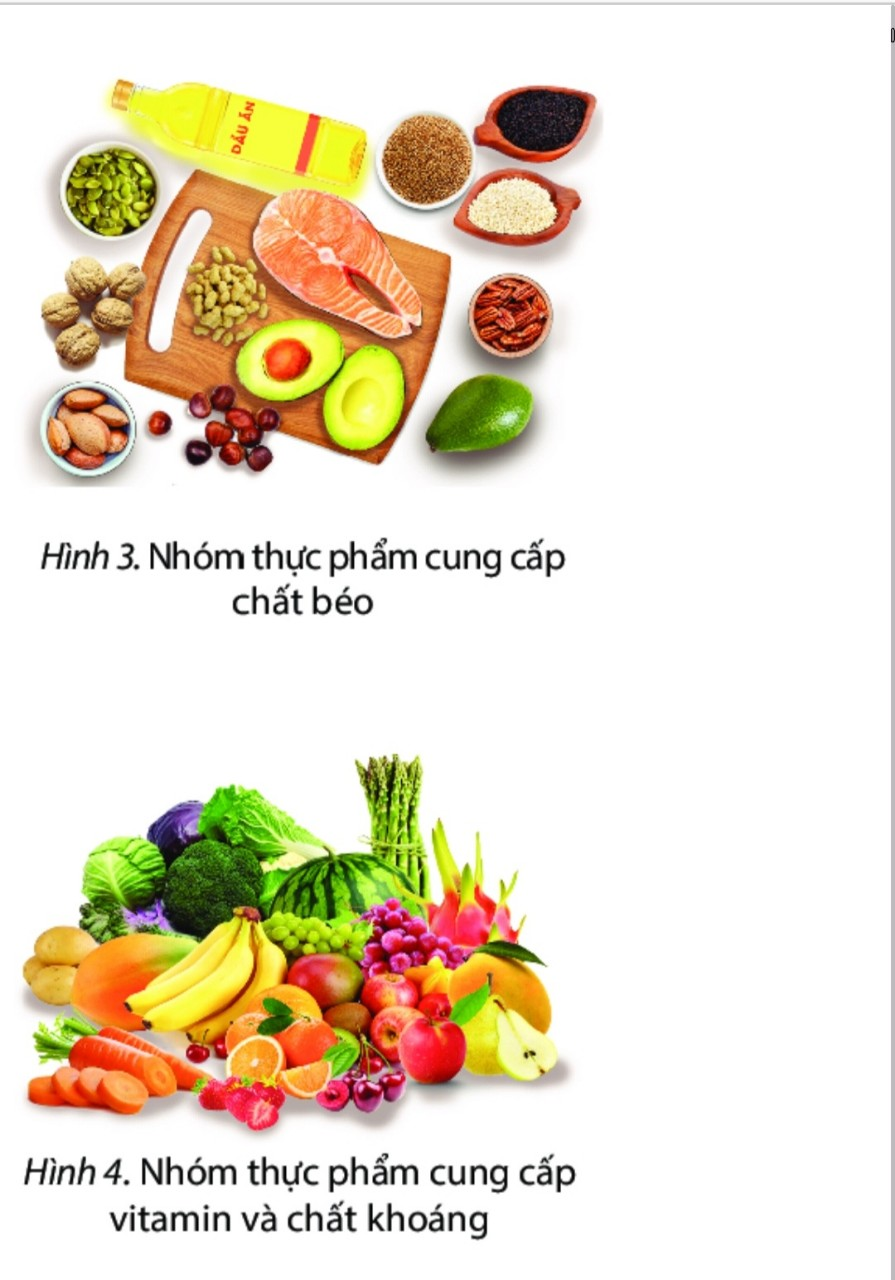 DẦU ĂN
Hình 3. Nhóm thực phẩm cung cấp
chất béo
Hình 4. Nhóm thực phẩm cung cấp
vitamin và chất khoáng